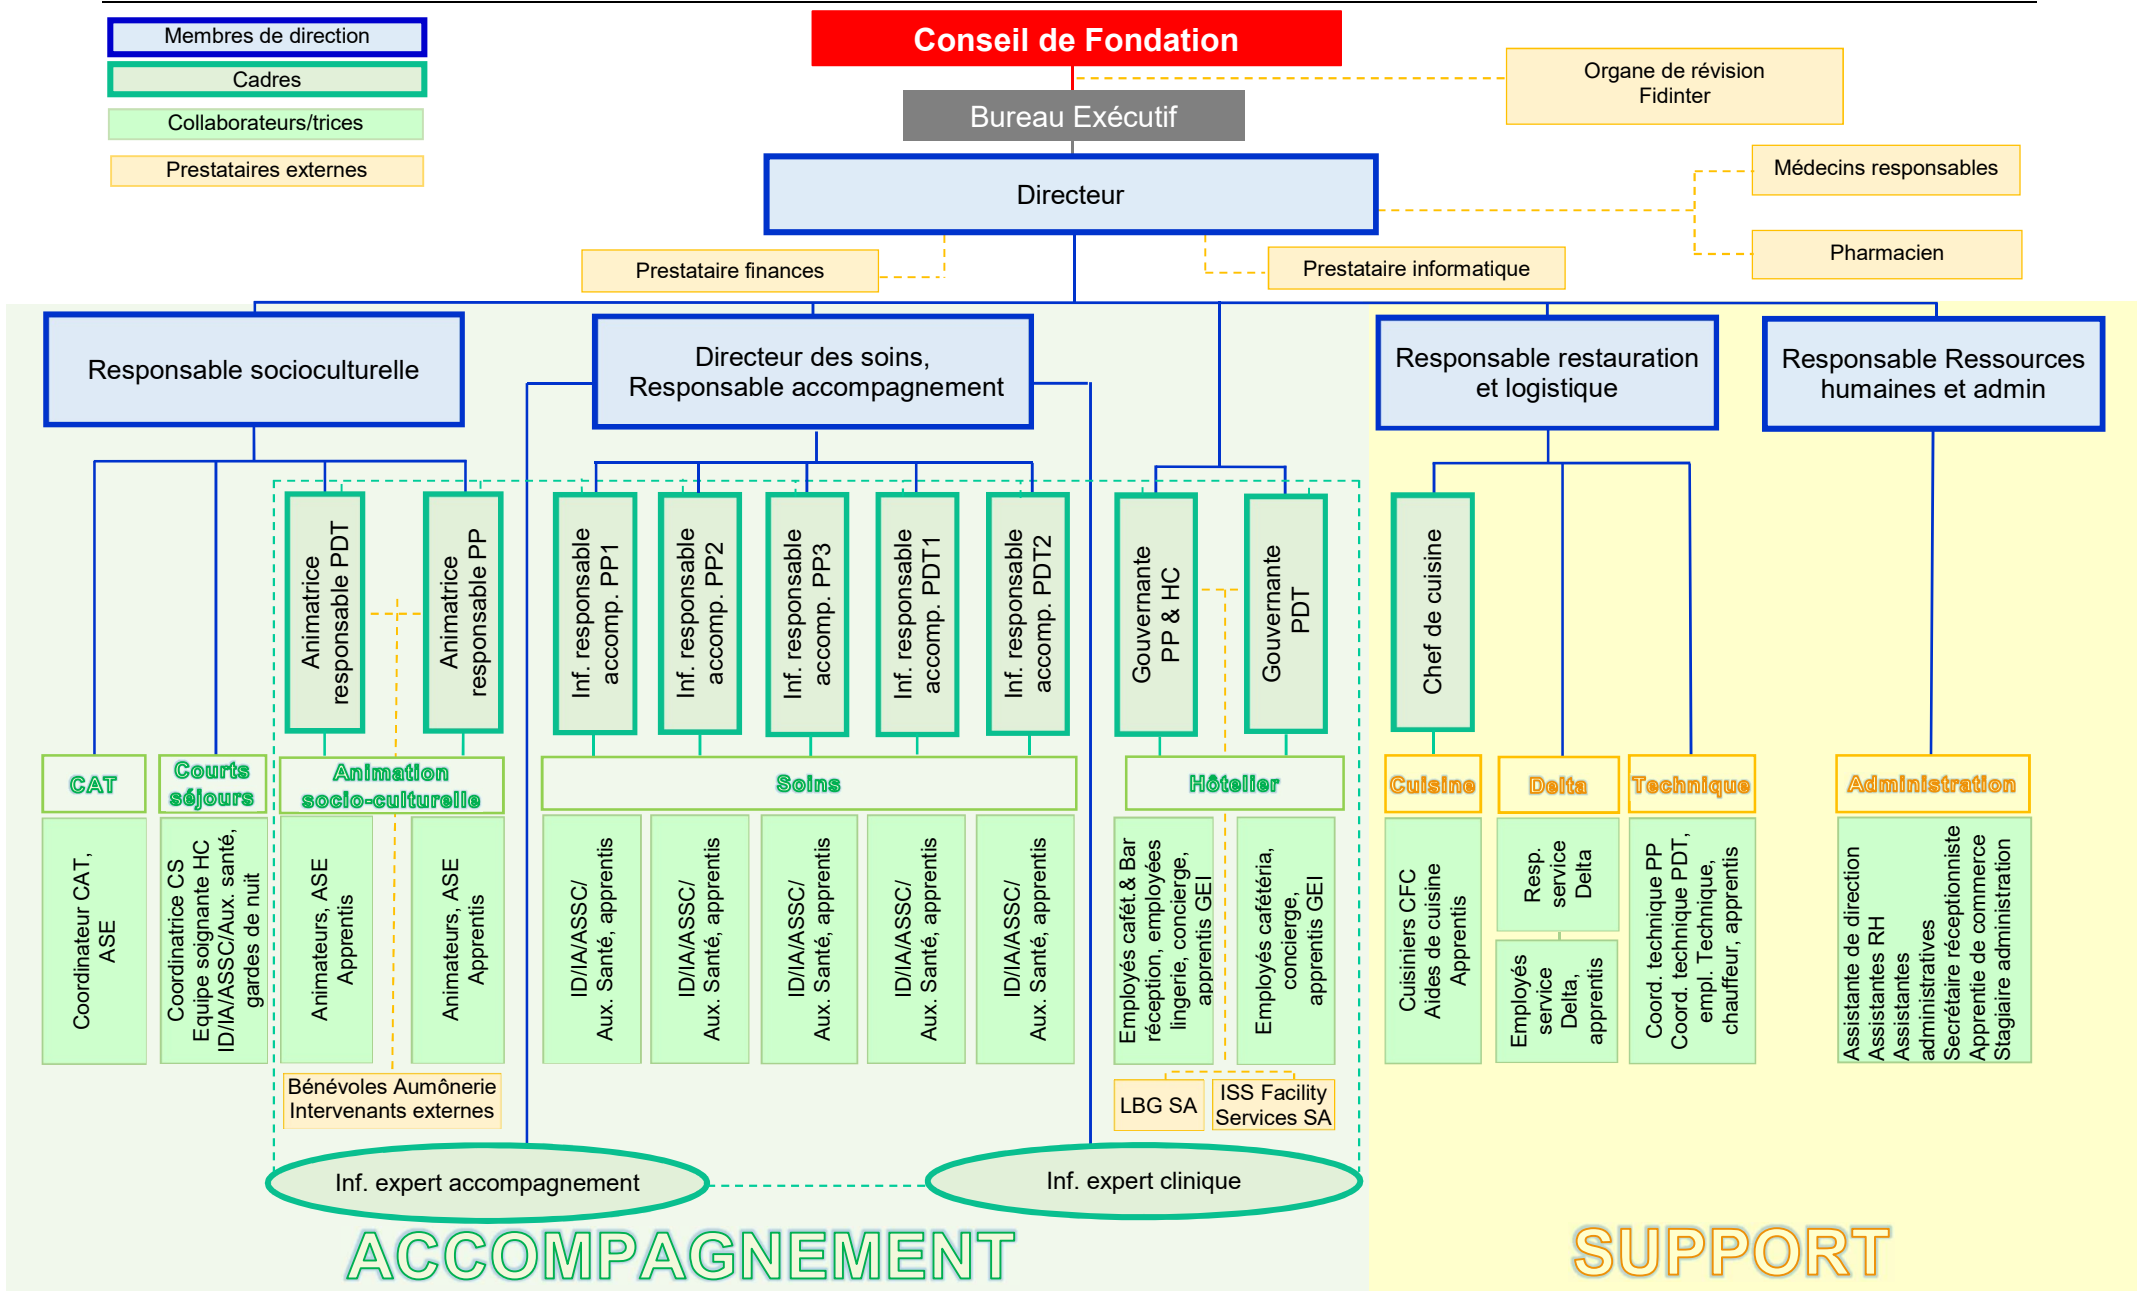 Membres de direction
Cadres
Collaborateurs/trices
Prestataires externes
Conseil de Fondation
Bureau Exécutif
Organe de révision
Fidinter
Directeur
Médecins responsables
Pharmacien
Prestataire finances
Prestataire informatique
Responsable socioculturelle
Directeur des soins,
Responsable accompagnement
Responsable restauration
et logistique
Responsable Ressources
humaines et admin
Animatrice
responsable PDT
Animatrice
responsable PP
Inf. responsable
accomp. PP1
Inf. responsable
accomp. PP2
Inf. responsable
accomp. PP3
Inf. responsable
accomp. PDT1
Inf. responsable
accomp. PDT2
Gouvernante
PP & HC
Gouvernante
PDT
Chef de cuisine
CAT
Courts
séjours
Animation
socio-culturelle
Soins
Hôtelier
Cuisine
Delta
Technique
Administration
Coordinateur CAT,
ASE
Coordinatrice CS
Equipe soignante HC
ID/IA/ASSC/Aux. santé,
gardes de nuit
Animateurs, ASE
Apprentis
Animateurs, ASE
Apprentis
ID/IA/ASSC/
Aux. Santé, apprentis
ID/IA/ASSC/
Aux. Santé, apprentis
ID/IA/ASSC/
Aux. Santé, apprentis
ID/IA/ASSC/
Aux. Santé, apprentis
ID/IA/ASSC/
Aux. Santé, apprentis
Employés cafét.& Bar
réception, employées
lingerie, concierge,
apprentis GEI
Employés cafétéria,
concierge,
apprentis GEI
Cuisiniers CFC
Aides de cuisine
Apprentis
Resp.
service
Delta
Employés
service
Delta,
apprentis
Coord. technique PP
Coord. technique PDT,
empl. Technique,
chauffeur, apprentis
Assistante de direction
Assistantes RH
Assistantes
administratives
Secrétaire réceptionniste
Apprentie de commerce
Stagiaire administration
Bénévoles Aumônerie
Intervenants externes
LBG SA
ISS Facility
Services SA
Inf. expert accompagnement
Inf. expert clinique
ACCOMPAGNEMENT
SUPPORT